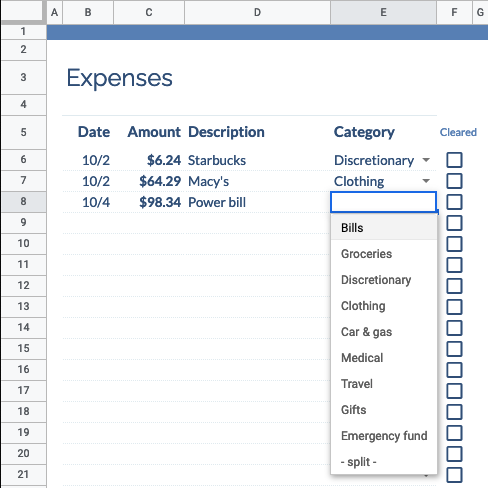 A B C D E F G
1
2
3 Expenses
4
5 Date Amount Description Category Cleared
6 10/2 $6.24 Starbucks Discretionary
7 10/2 $64.29 Macy's Clothing
8 10/4 $98.34 Power bill
9 Bills
10 Groceries
11 Discretionary
12
13 Clothing
14 Car & gas
15 Medical
16
17 Travel
18 Gifts
19 Emergency fund
20 - split -
21